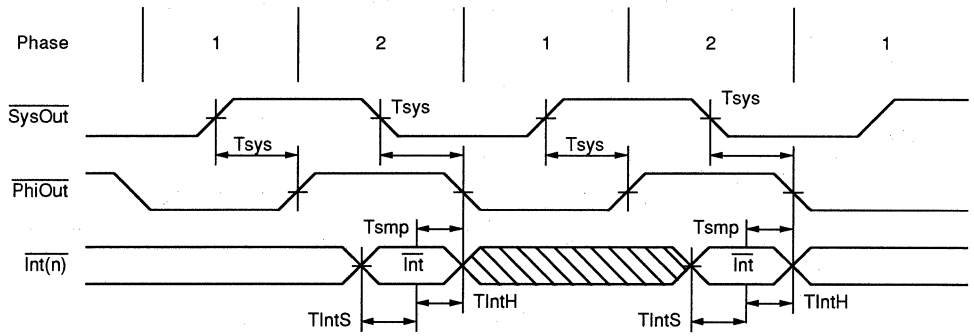 Phase 1 2 1 2 1
SysOut
Tsys Tsys
Tsys Tsys
PhiOut
Tsmp Tsmp
Int(n) Int Int
TIntH TIntH
TIntS TIntS